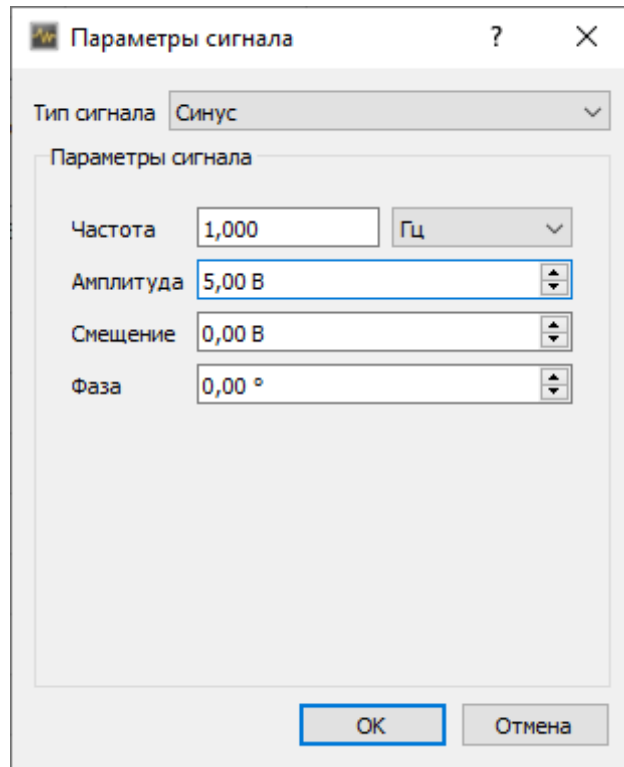 Параметры сигнала ?
Тип сигнала Синус
Параметры сигнала
Частота 1,000 Гц
Амплитуда 5,00 В
Смещение 0,00 В
Фаза 0,00 °
OK Отмена